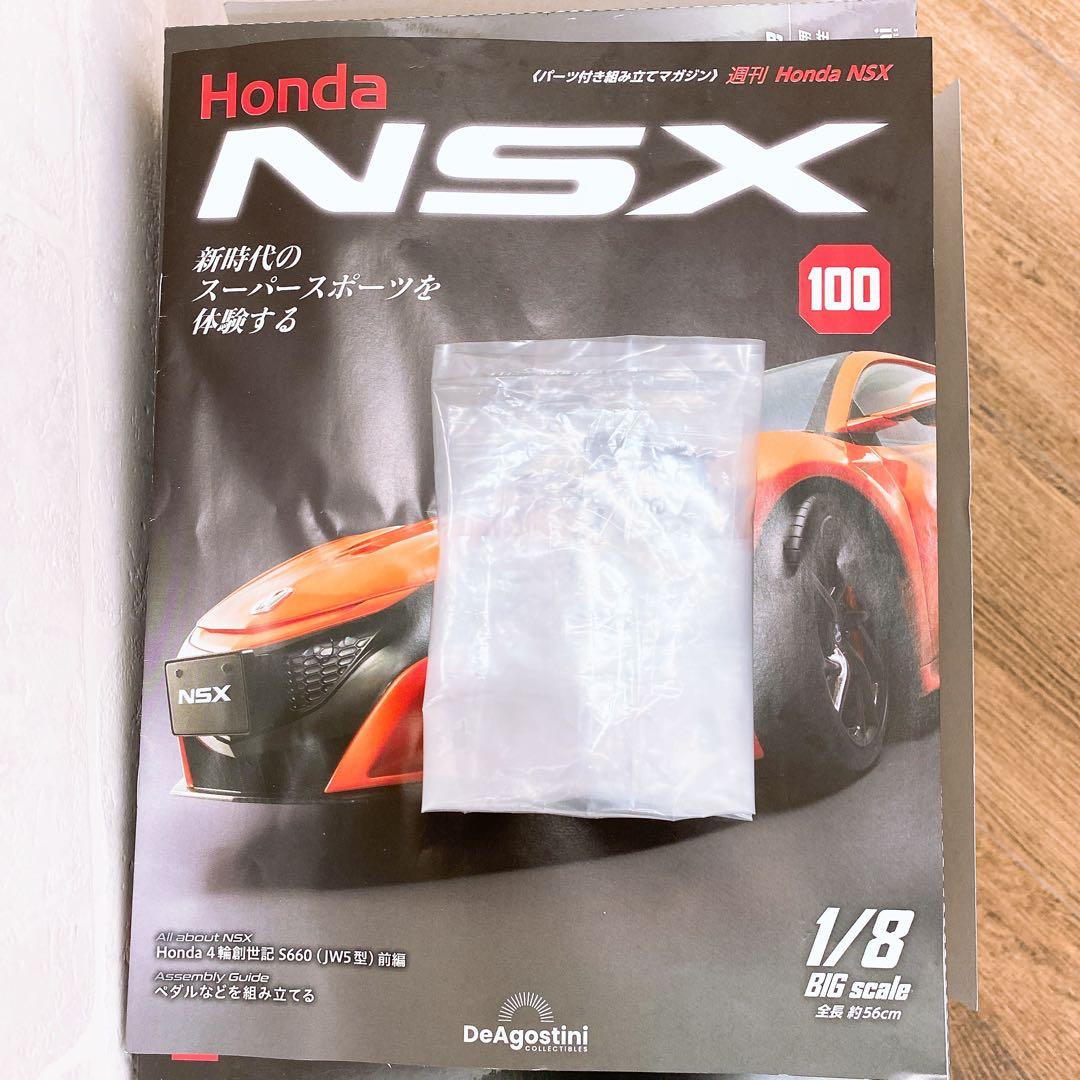 Honda
〈パーツ付き組み立てマガジン〉 週刊 Honda NSX
NSX
新時代の
スーパースポーツを
体験する
100
NSX
All about NSX
Honda 4輪創世記 S660（JW5型）前編
Assembly Guide
ペダルなどを組み立てる
1/8
BIG scale
全長 約56cm
DeAgostini
COLLECTIBLES